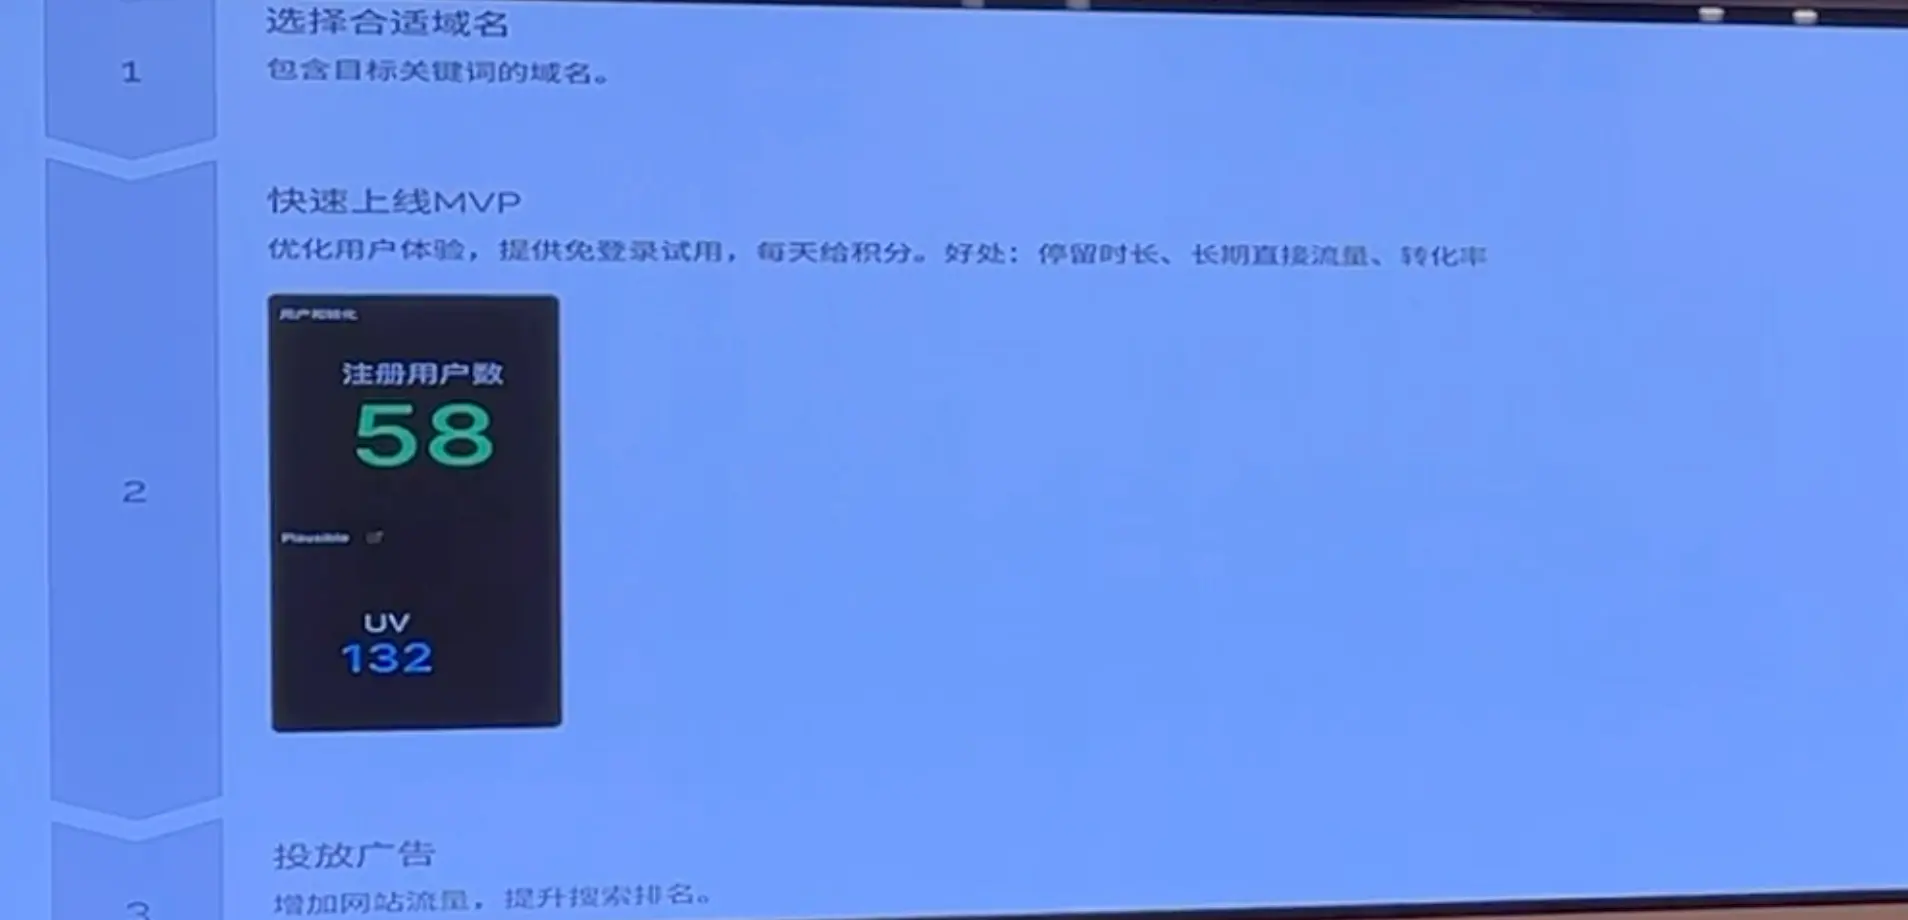 选择合适域名
1
包含目标关键词的域名。
快速上线MVP
优化用户体验，提供免登录试用，每天给积分。好处：停留时长、长期直接流量、转化率
用户和转化
注册用户数
58
2
Plausible
UV
132
投放广告
增加网站流量，提升搜索排名。
3